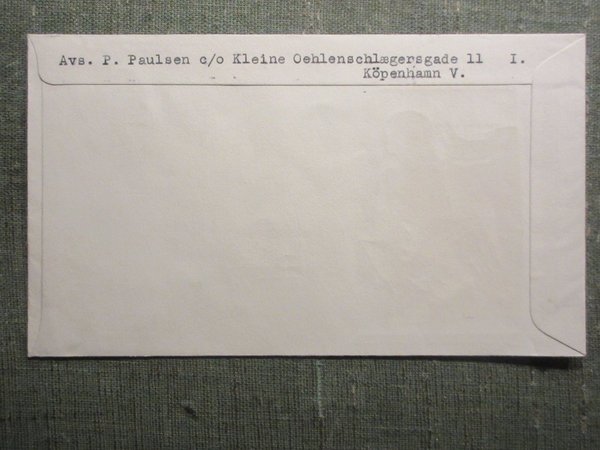 Avs. P. Paulsen c/o Kleine Oehlenschlægersgade 11 I.
Köpenhamn V.